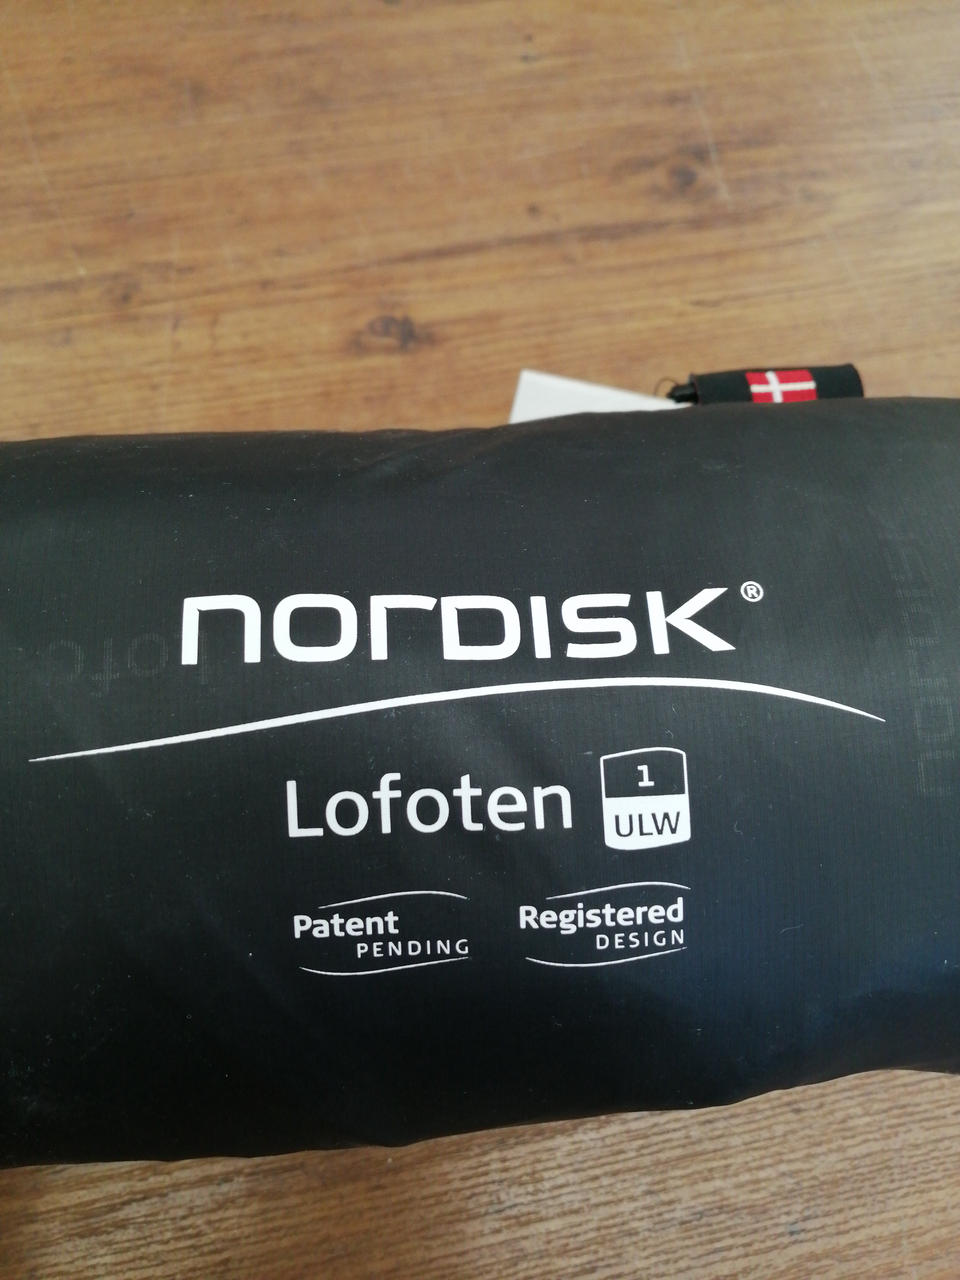 NORDISK®
Lofoten
1
ULW
Patent
PENDING
Registered
DESIGN